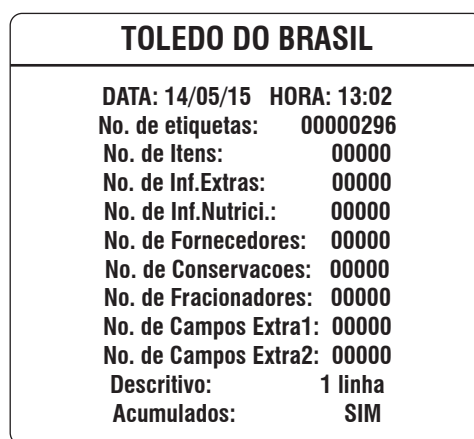 TOLEDO DO BRASIL
DATA: 14/05/15 HORA: 13:02
No. de etiquetas: 00000296
No. de Itens: 00000
No. de Inf.Extras: 00000
No. de Inf.Nutrici.: 00000
No. de Fornecedores: 00000
No. de Conservacoes: 00000
No. de Fracionadores: 00000
No. de Campos Extra1: 00000
No. de Campos Extra2: 00000
Descritivo: 1 linha
Acumulados: SIM